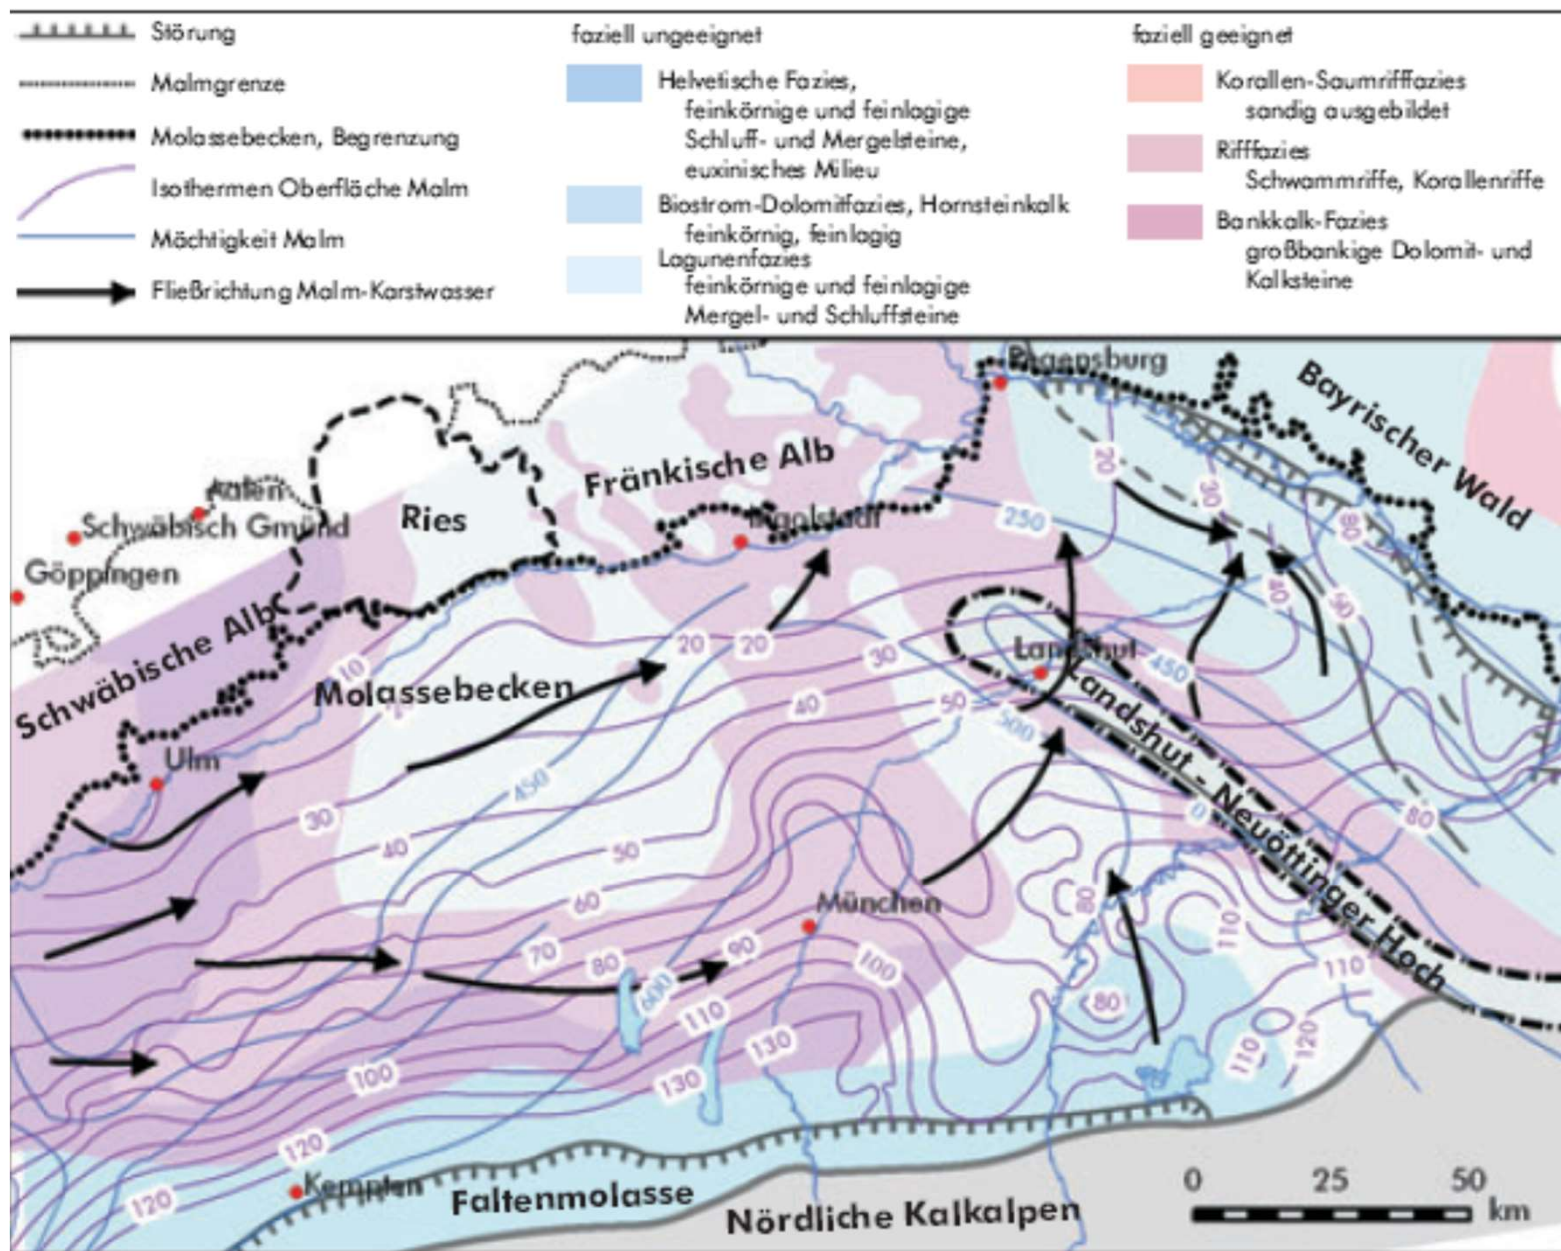 Störung
Malmgrenze
Molassebecken, Begrenzung
Isothermen Oberfläche Malm
Mächtigkeit Malm
Fließrichtung Malm-Karstwasser
faziell ungeeignet
Helvetische Fazies,
feinkörnige und feinlagige
Schluff- und Mergelsteine,
euxinisches Milieu
Biostrom-Dolomitfazies, Hornsteinkalk
feinkörnig, feinlagig
Lagunenfazies
feinkörnige und feinlagige
Mergel- und Schluffsteine
faziell geeignet
Korallen-Saumrifffazies
sandig ausgebildet
Rifffazies
Schwammriffe, Korallenriffe
Bankkalk-Fazies
großbankige Dolomit- und
Kalksteine
Regensburg
Bayrischer Wald
Fränkische Alb
20
30
80
Aalen
Ries
Ingolstadt
250
Schwäbisch Gmünd
Göppingen
40
50
Schwäbische Alb
10
20
20
30
Landshut
450
Molassebecken
40
50
500
Landshut - Neuöttinger Hoch
Ulm
450
30
40
50
0
80
60
München
80
110
70
80
90
100
110
600
110
80
130
110
120
100
130
120
Kempten
120
Faltenmolasse
Nördliche Kalkalpen
0 25 50
km